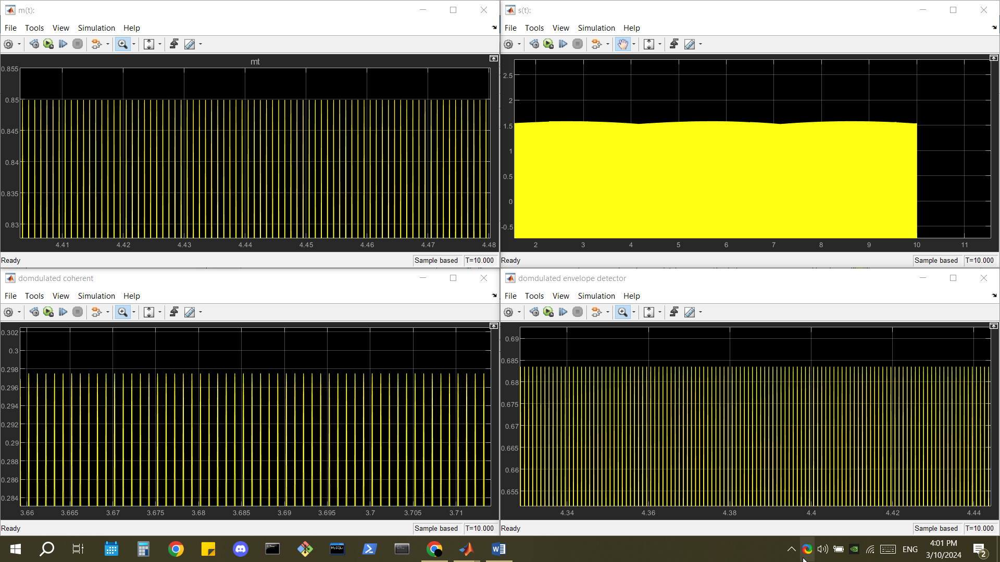 m(t):
File Tools View Simulation Help
mt
0.855
0.85
0.845
0.84
0.835
0.83
4.41 4.42 4.43 4.44 4.45 4.46 4.47 4.48
Ready Sample based T=10.000
s(t):
File Tools View Simulation Help
2.5
2
1.5
1
0.5
0
-0.5
2 3 4 5 6 7 8 9 10 11
Ready Sample based T=10.000
domdulated coherent
File Tools View Simulation Help
0.302
0.3
0.298
0.296
0.294
0.292
0.29
0.288
0.286
0.284
3.66 3.665 3.67 3.675 3.68 3.685 3.69 3.695 3.7 3.705 3.71
Ready Sample based T=10.000
domdulated envelope detector
File Tools View Simulation Help
0.69
0.685
0.68
0.675
0.67
0.665
0.66
0.655
4.34 4.36 4.38 4.4 4.42 4.44
Ready Sample based T=10.000
MySQL
W
ENG
4:01 PM
3/10/2024
2